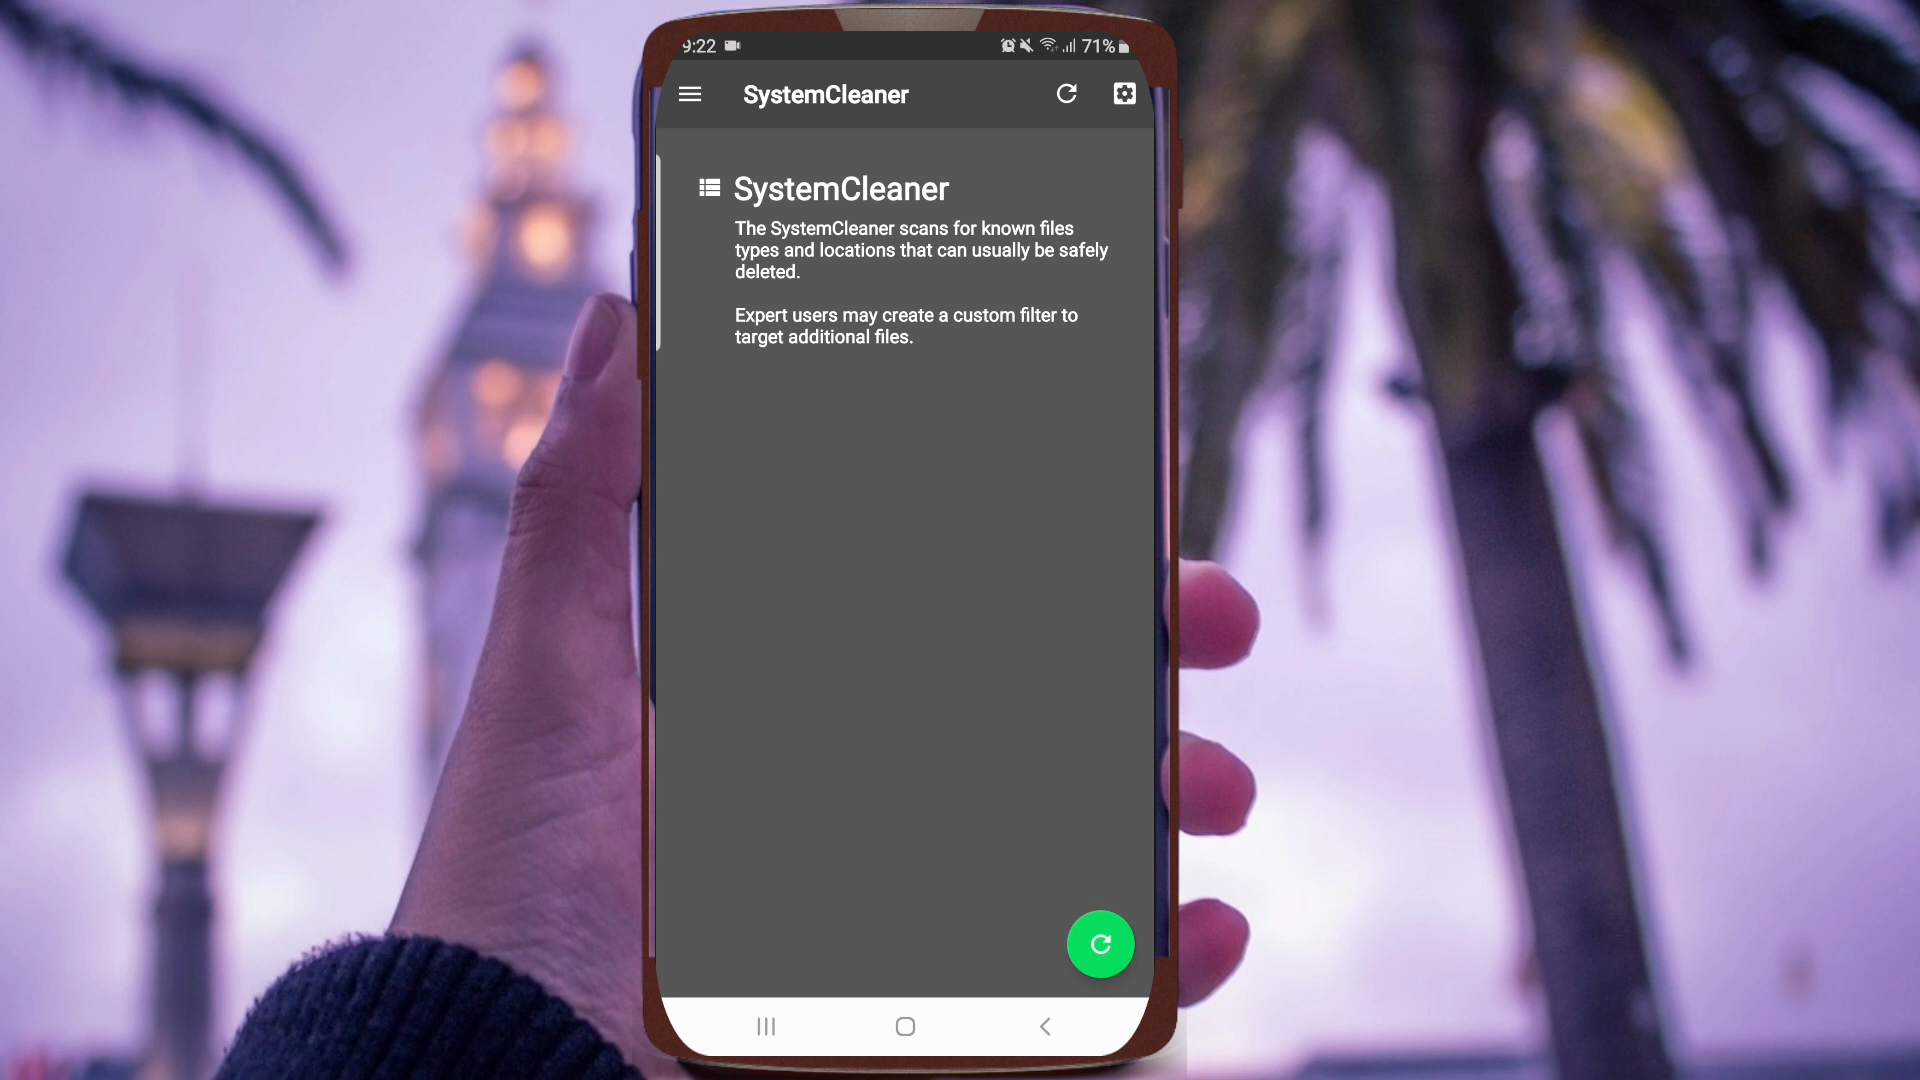 9:22 71%
SystemCleaner
SystemCleaner
The SystemCleaner scans for known files
types and locations that can usually be safely
deleted.
Expert users may create a custom filter to
target additional files.